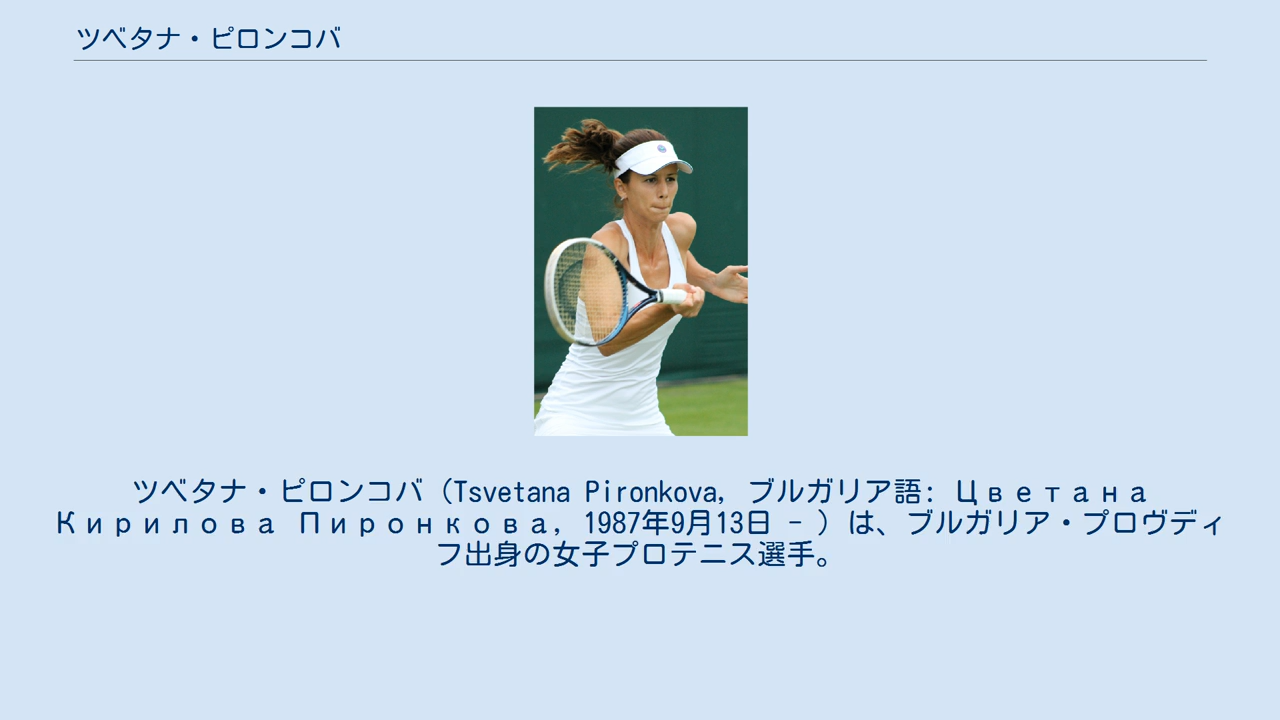 ツベタナ・ピロンコバ
ツベタナ・ピロンコバ（Tsvetana Pironkova, ブルガリア語: Цветана
Кирилова Пиронкова, 1987年9月13日 - ）は、ブルガリア・プロヴディ
フ出身の女子プロテニス選手。